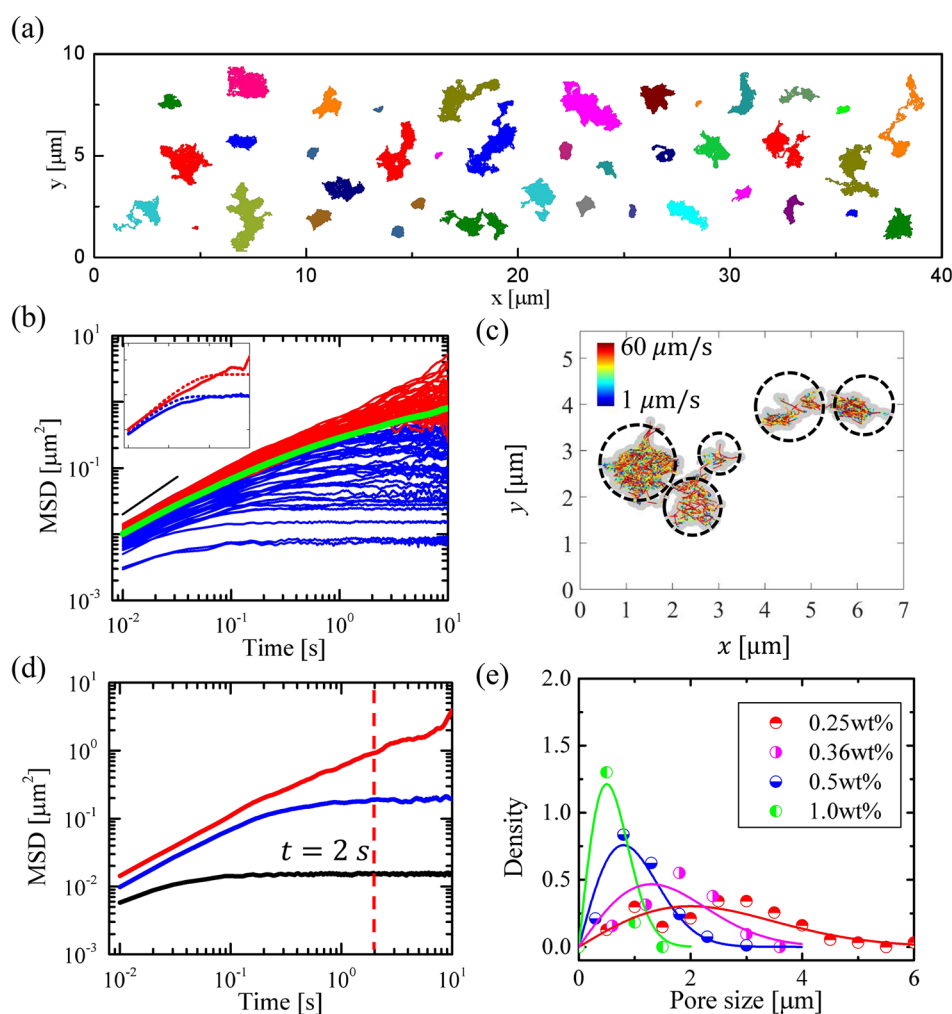 (a)
10
5
0
y [μm]
0
10
20
30
40
x [μm]
(b)
10^1
10^-1
10^-3
MSD [μm²]
10^-2
10^-1
10^0
10^1
Time [s]
(c)
60 μm/s
1 μm/s
5
4
3
2
1
0
y [μm]
0 1 2 3 4 5 6 7
x [μm]
(d)
10^1
10^0
10^-1
10^-2
10^-3
MSD [μm²]
t = 2 s
10^-2
10^-1
10^0
10^1
Time [s]
(e)
2.0
1.5
1.0
0.5
0.0
Density
0.25wt%
0.36wt%
0.5wt%
1.0wt%
0
2
4
6
Pore size [μm]